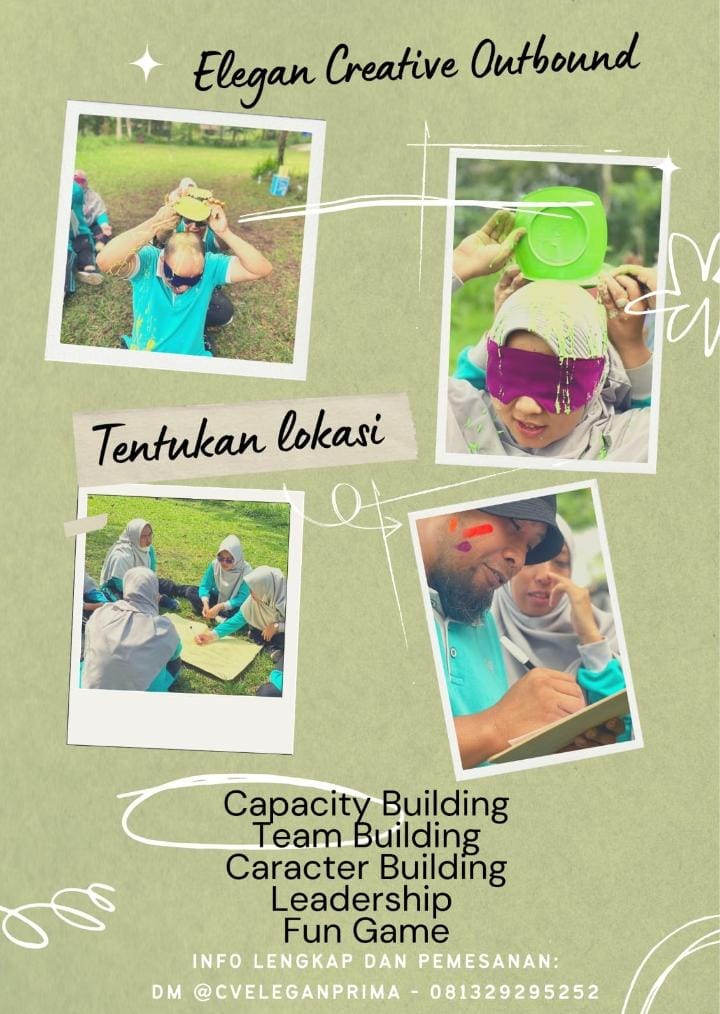 Elegan Creative Outbound
Tentukan lokasi
Capacity Building
Team Building
Caracter Building
Leadership
Fun Game
INFO LENGKAP DAN PEMESANAN:
DM @CVELEGANPRIMA - 081329295252